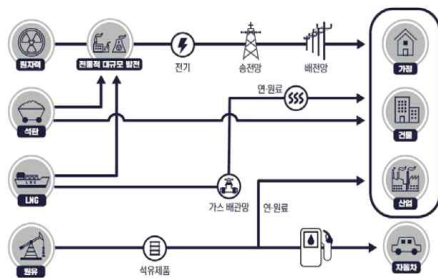 원자력
전통적 대규모 발전
전기
송전망
배전망
가정
연·원료
석탄
건물
LNG
가스 배관망
연·원료
산업
원유
석유제품
자동차